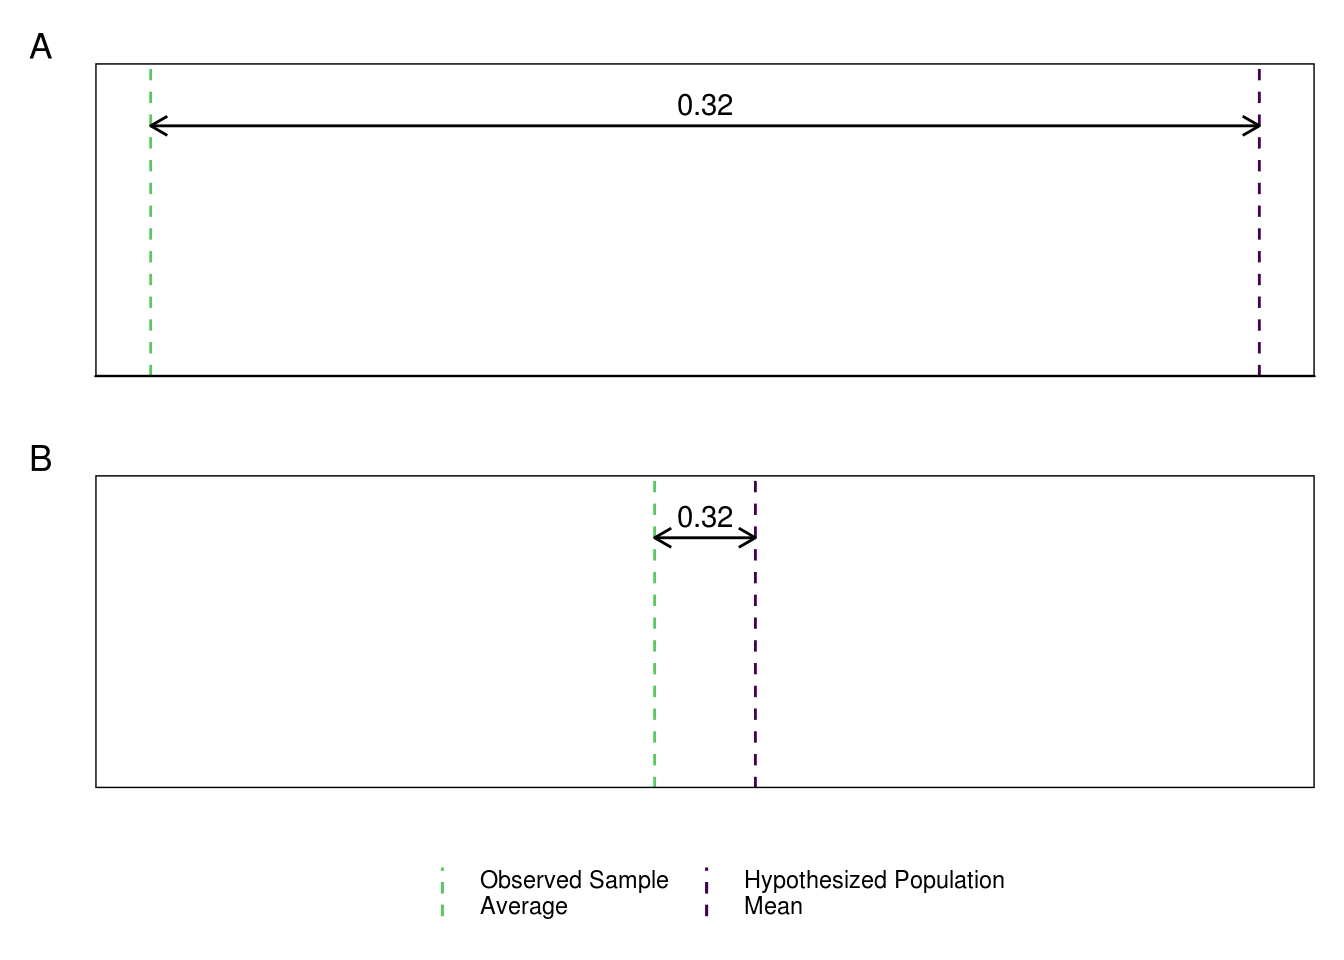 A
0.32
B
0.32
Observed Sample
Average
Hypothesized Population
Mean